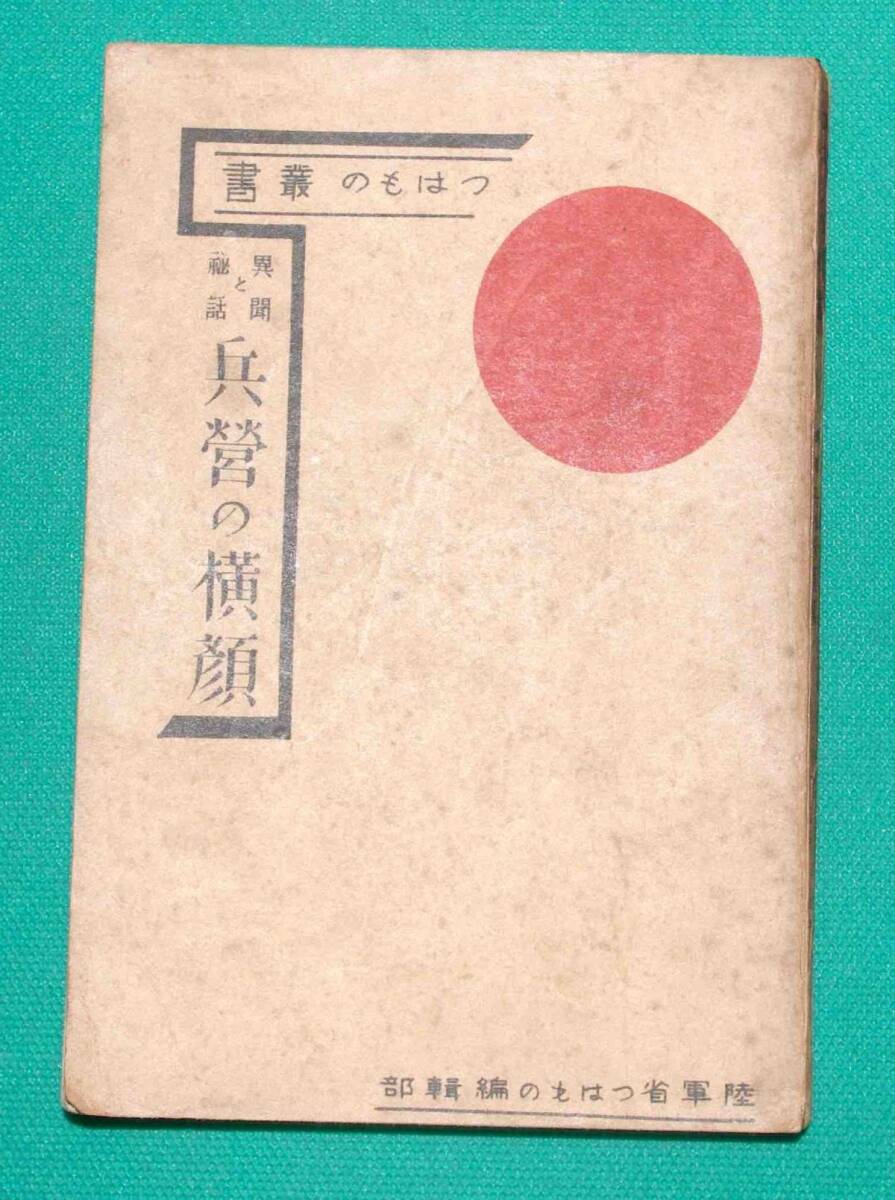 つはもの叢書
異聞と秘話
兵營の横顔
陸軍省つはもの編輯部